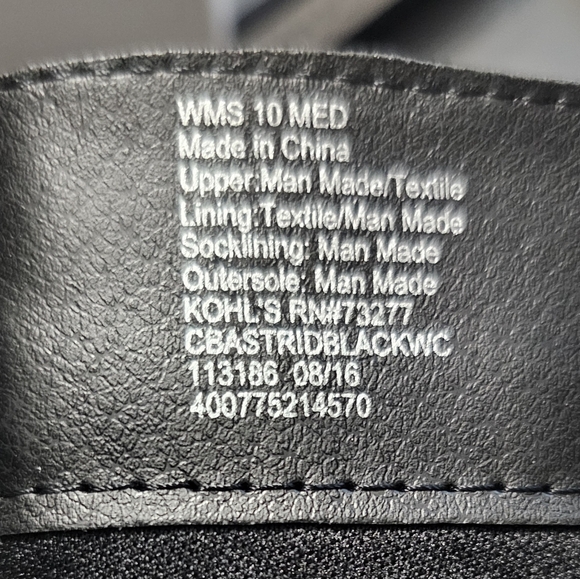 WMS 10 MED
Made in China
Upper:Man Made/Textile
Lining:Textile/Man Made
Socklining: Man Made
Outersole: Man Made
KOHL'S RN#73277
CBASTRIDBLACKWC
113186 08/16
400775214570